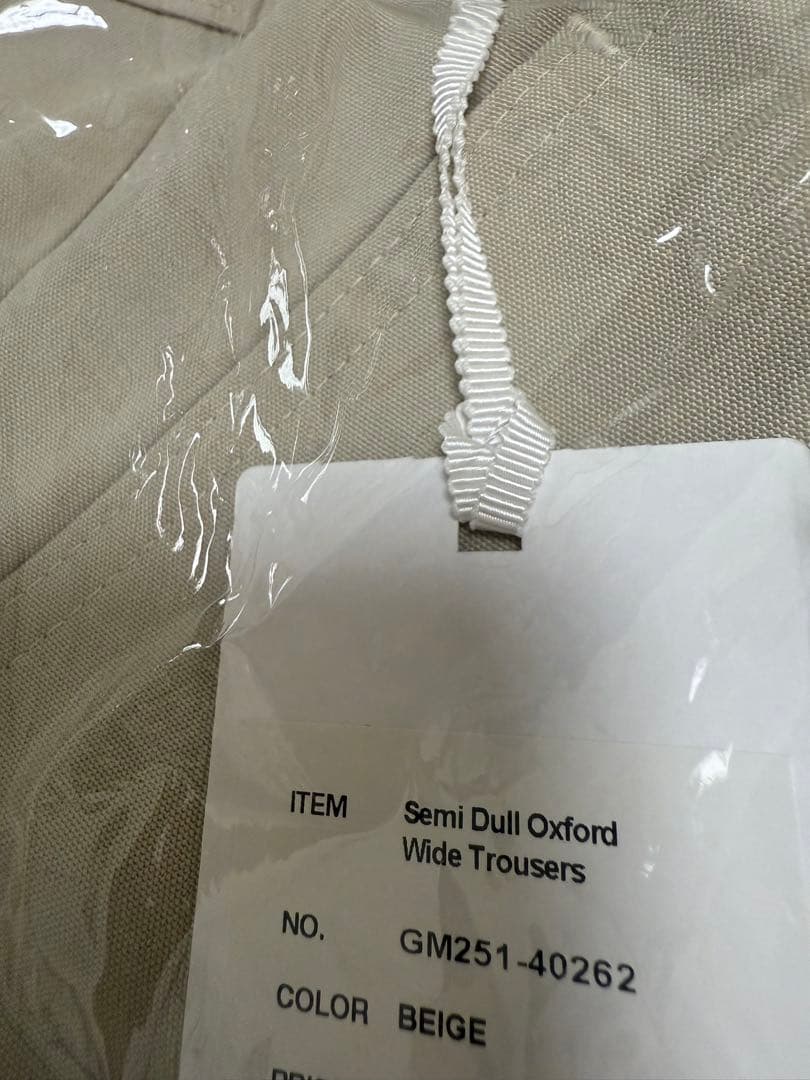 ITEM Semi Dull Oxford
Wide Trousers
NO. GM251-40262
COLOR BEIGE